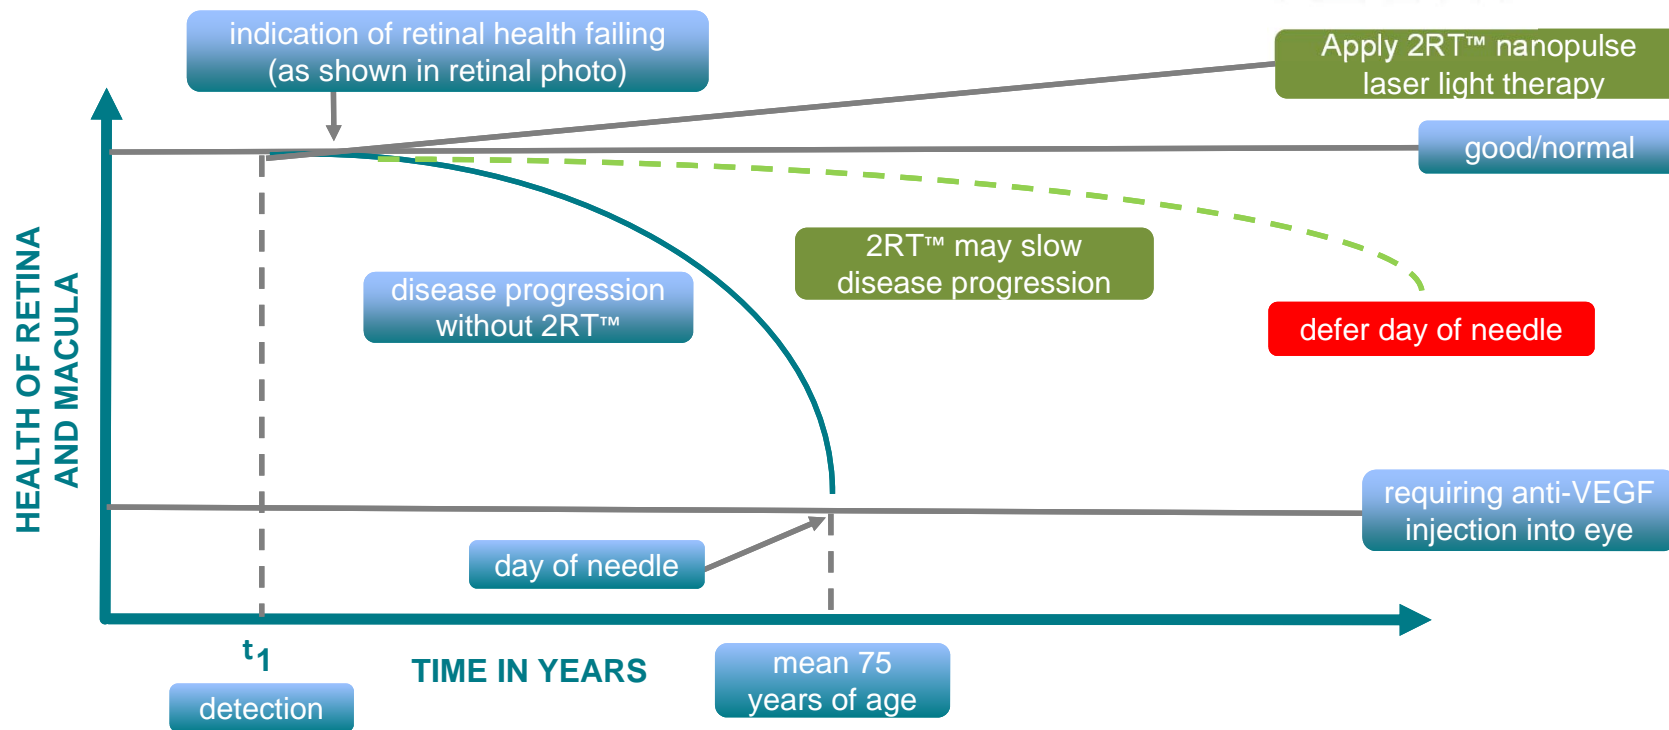 indication of retinal health failing
(as shown in retinal photo)
Apply 2RT™ nanopulse
laser light therapy
good/normal
2RT™ may slow
disease progression
disease progression
without 2RT™
defer day of needle
HEALTH OF RETINA
AND MACULA
requiring anti-VEGF
injection into eye
day of needle
t1
TIME IN YEARS
mean 75
years of age
detection